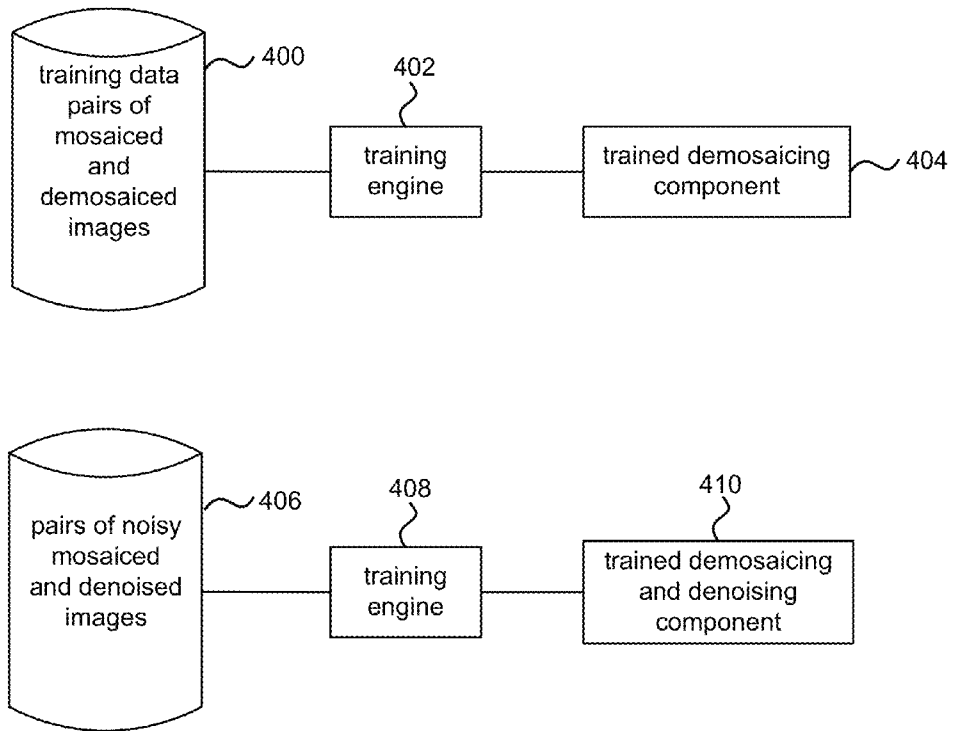 400
training data
pairs of
mosaiced
and
demosaiced
images
402
training
engine
trained demosaicing
component
404
406
pairs of noisy
mosaiced
and denoised
images
408
training
engine
410
trained demosaicing
and denoising
component